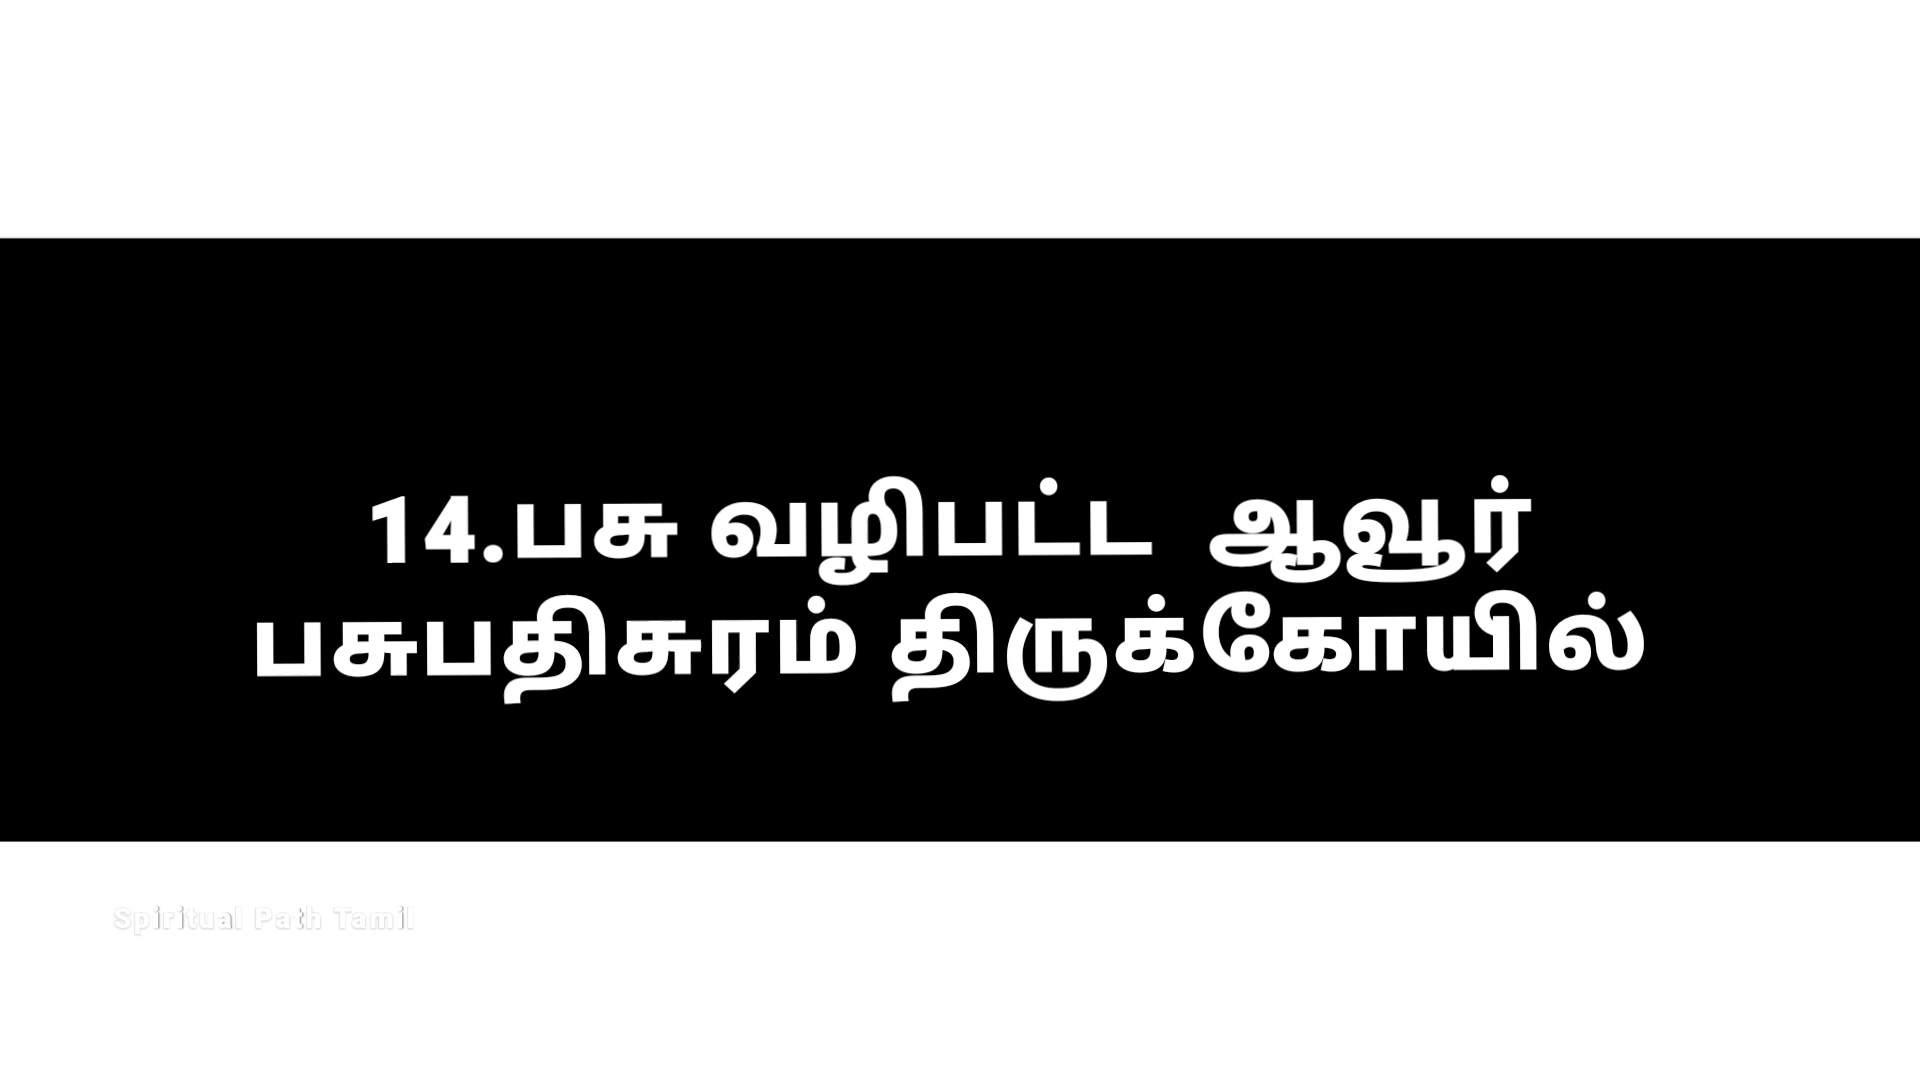 14.பசு வழிபட்ட ஆவூர்
பசுபதிசுரம் திருக்கோயில்
Spiritual Path Tamil